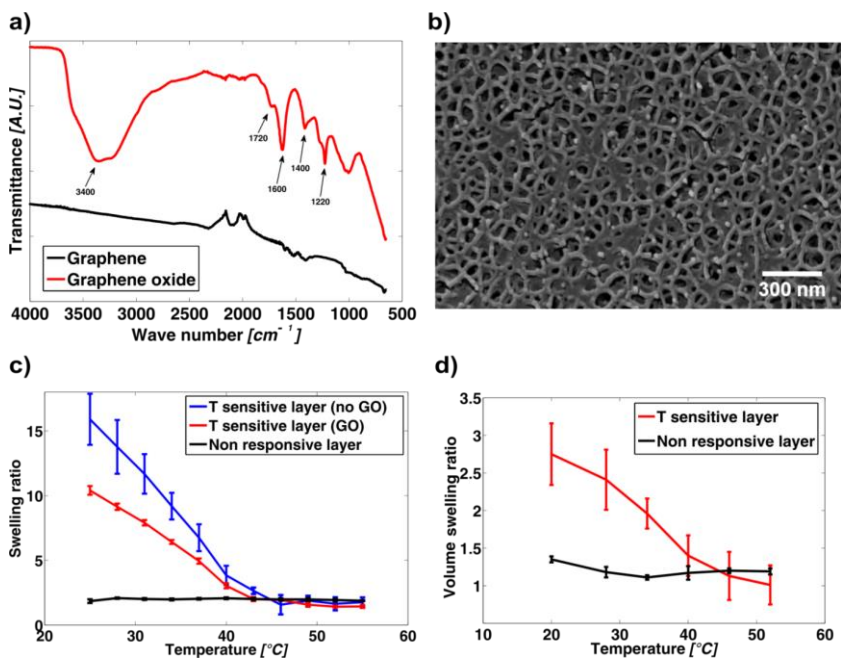 a)
Transmittance [A.U.]
3400
1720
1600
1400
1220
Graphene
Graphene oxide
4000 3500 3000 2500 2000 1500 1000 500
Wave number [cm⁻¹]
b)
300 nm
c)
Swelling ratio
15
10
5
0
T sensitive layer (no GO)
T sensitive layer (GO)
Non responsive layer
20 30 40 50 60
Temperature [°C]
d)
Volume swelling ratio
3.5
3
2.5
2
1.5
1
0.5
T sensitive layer
Non responsive layer
10 20 30 40 50 60
Temperature [°C]